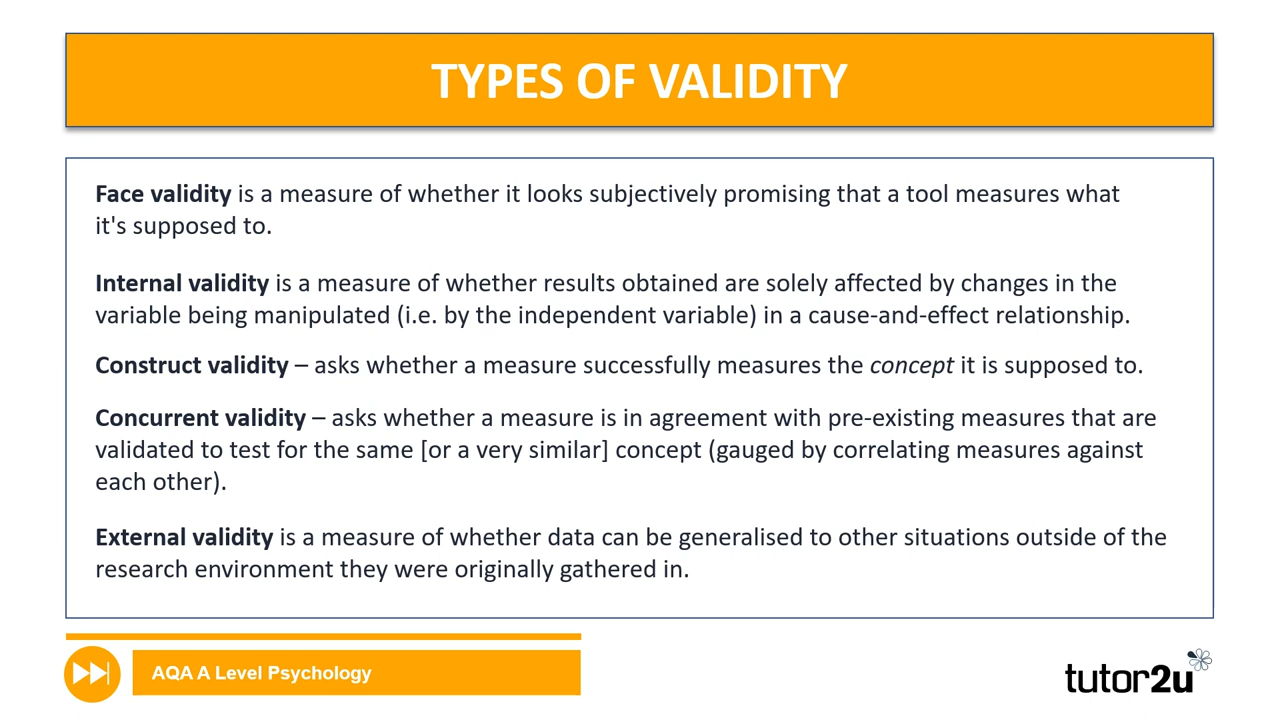 TYPES OF VALIDITY
Face validity is a measure of whether it looks subjectively promising that a tool measures what
it's supposed to.
Internal validity is a measure of whether results obtained are solely affected by changes in the
variable being manipulated (i.e. by the independent variable) in a cause-and-effect relationship.
Construct validity – asks whether a measure successfully measures the concept it is supposed to.
Concurrent validity – asks whether a measure is in agreement with pre-existing measures that are
validated to test for the same [or a very similar] concept (gauged by correlating measures against
each other).
External validity is a measure of whether data can be generalised to other situations outside of the
research environment they were originally gathered in.
AQA A Level Psychology
tutor2u